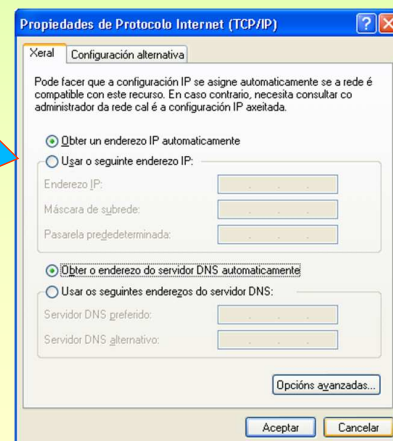 Propiedades de Protocolo Internet (TCP/IP)
Xeral
Configuración alternativa
Pode facer que a configuración IP se asigne automaticamente se a rede é
compatible con este recurso. En caso contrario, necesita consultar co
administrador da rede cal é a configuración IP axeitada.
Obter un enderezo IP automaticamente
Usar o seguinte enderezo IP:
Enderezo IP:
Máscara de subrede:
Pasarela prededeterminada:
Obter o enderezo do servidor DNS automaticamente
Usar os seguintes enderezos do servidor DNS:
Servidor DNS preferido:
Servidor DNS alternativo:
Opcións avanzadas...
Aceptar
Cancelar